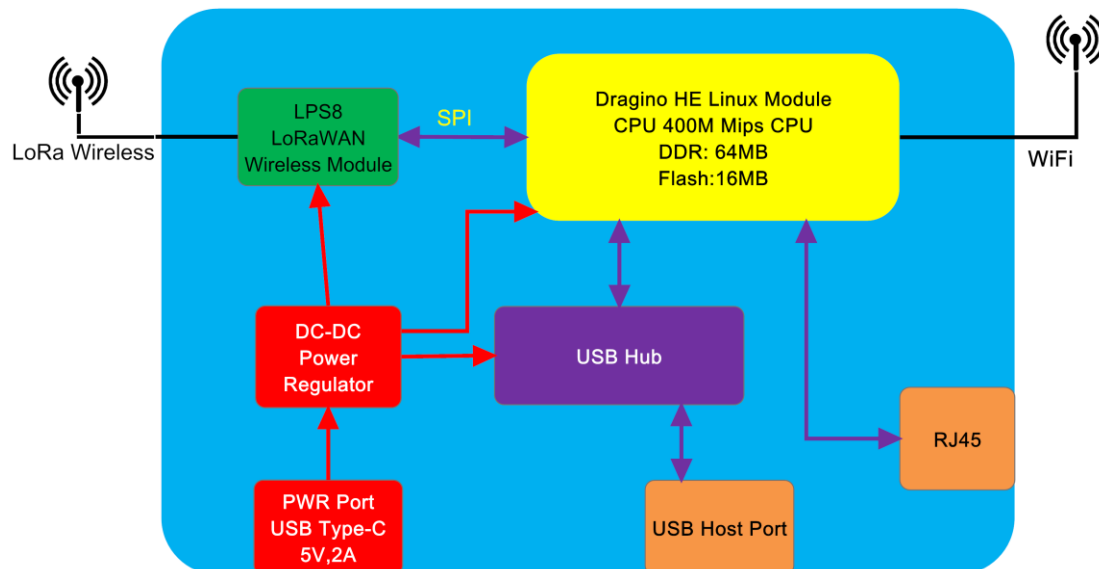 LPS8
LoRaWAN
Wireless Module
SPI
Dragino HE Linux Module
CPU 400M Mips CPU
DDR: 64MB
Flash:16MB
LoRa Wireless
WiFi
DC-DC
Power
Regulator
USB Hub
RJ45
PWR Port
USB Type-C
5V,2A
USB Host Port